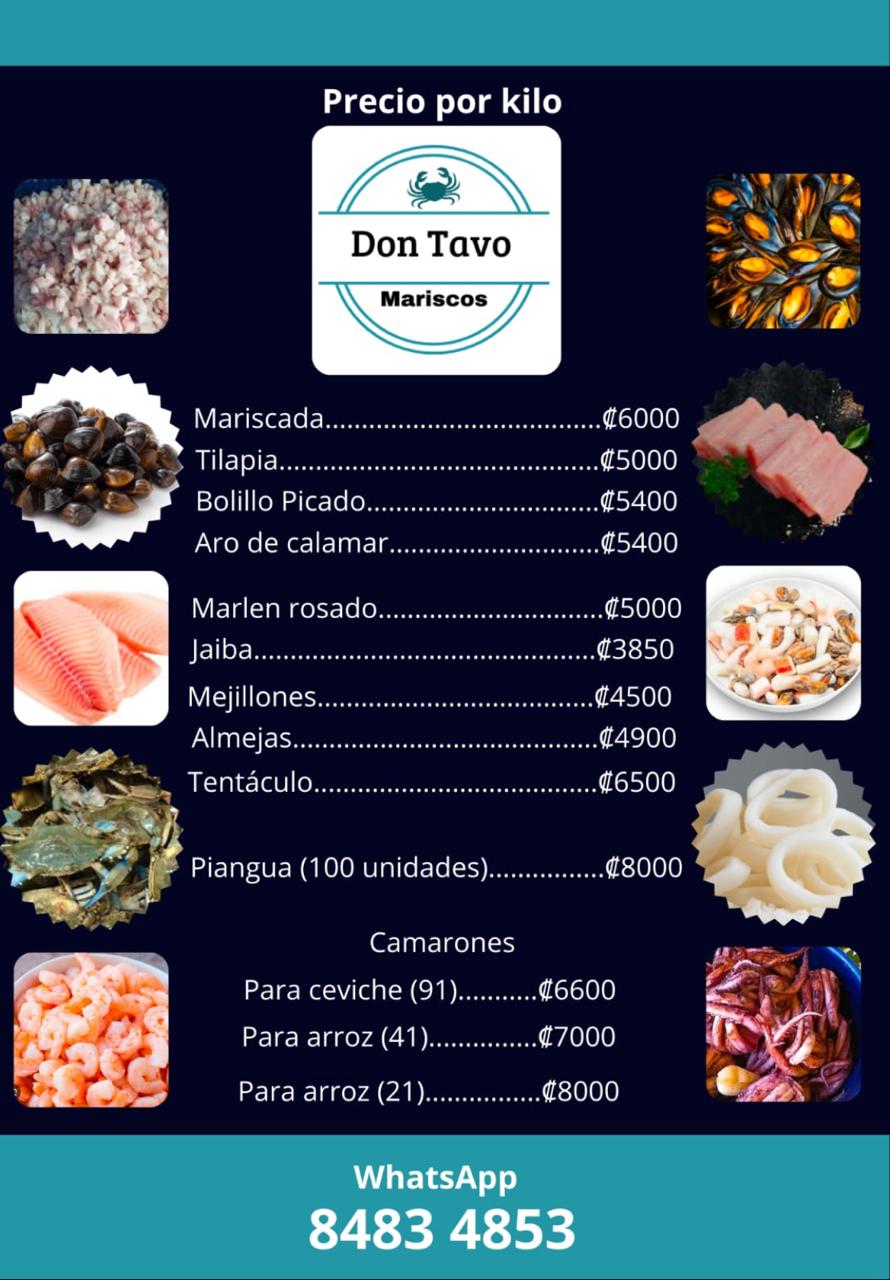 Precio por kilo
Don Tavo
Mariscos
Mariscada......................................₡6000
Tilapia............................................₡5000
Bolillo Picado................................₡5400
Aro de calamar.............................₡5400
Marlen rosado...............................₡5000
Jaiba...............................................₡3850
Mejillones......................................₡4500
Almejas..........................................₡4900
Tentáculo.......................................₡6500
Piangua (100 unidades)................₡8000
Camarones
Para ceviche (91)...........₡6600
Para arroz (41)...............₡7000
Para arroz (21)................₡8000
WhatsApp
8483 4853